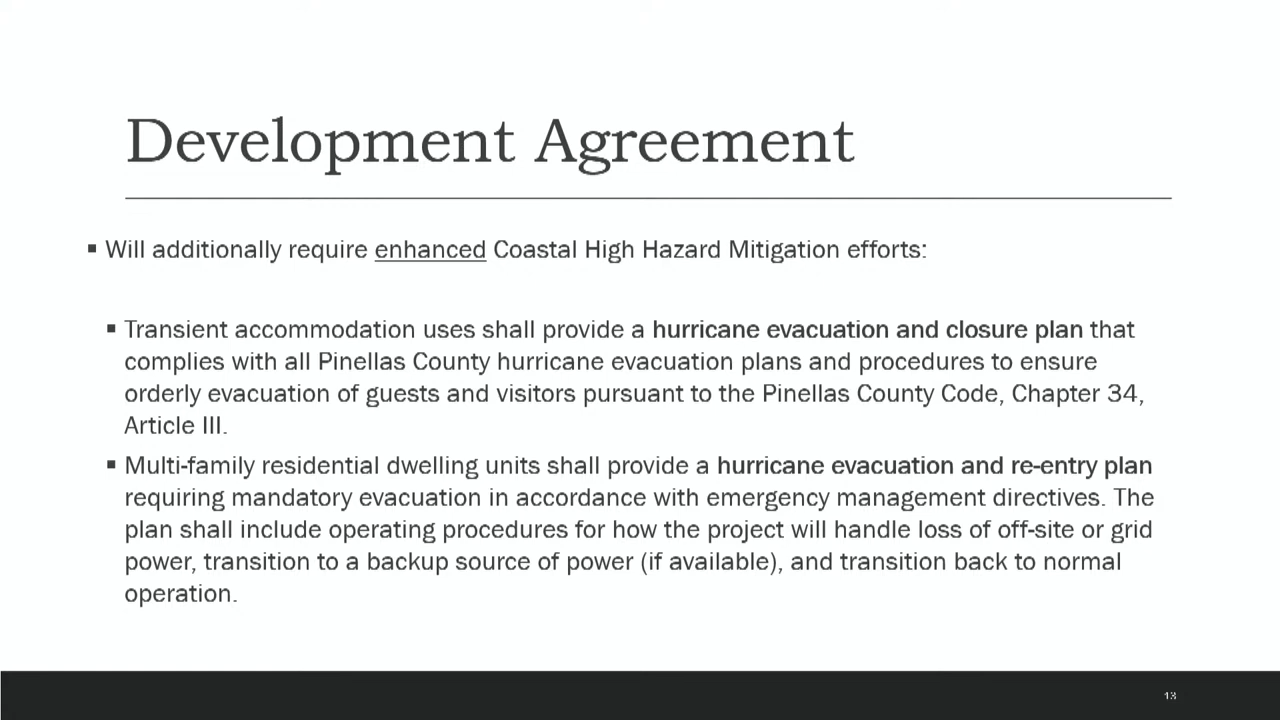 Development Agreement
▪ Will additionally require enhanced Coastal High Hazard Mitigation efforts:
▪ Transient accommodation uses shall provide a hurricane evacuation and closure plan that
complies with all Pinellas County hurricane evacuation plans and procedures to ensure
orderly evacuation of guests and visitors pursuant to the Pinellas County Code, Chapter 34,
Article III.
▪ Multi-family residential dwelling units shall provide a hurricane evacuation and re-entry plan
requiring mandatory evacuation in accordance with emergency management directives. The
plan shall include operating procedures for how the project will handle loss of off-site or grid
power, transition to a backup source of power (if available), and transition back to normal
operation.
13